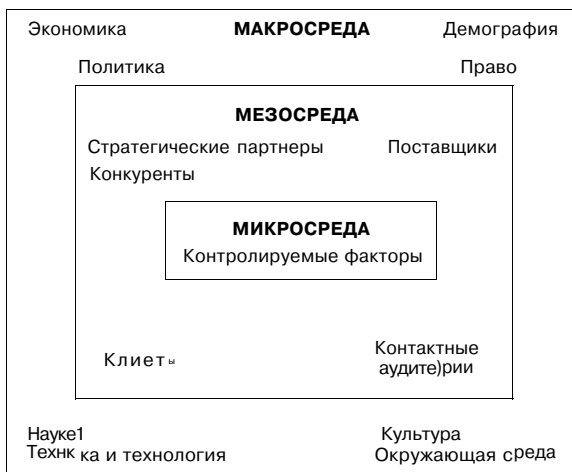 Экономика МАКРОСРЕДА Демография
Политика Право
МЕЗОСРЕДА
Стратегические партнеры Поставщики
Конкуренты
МИКРОСРЕДА
Контролируемые факторы
Клиеты Контактные
аудите)рии
Науке1 Культура
Технк ка и технология Окружающая среда